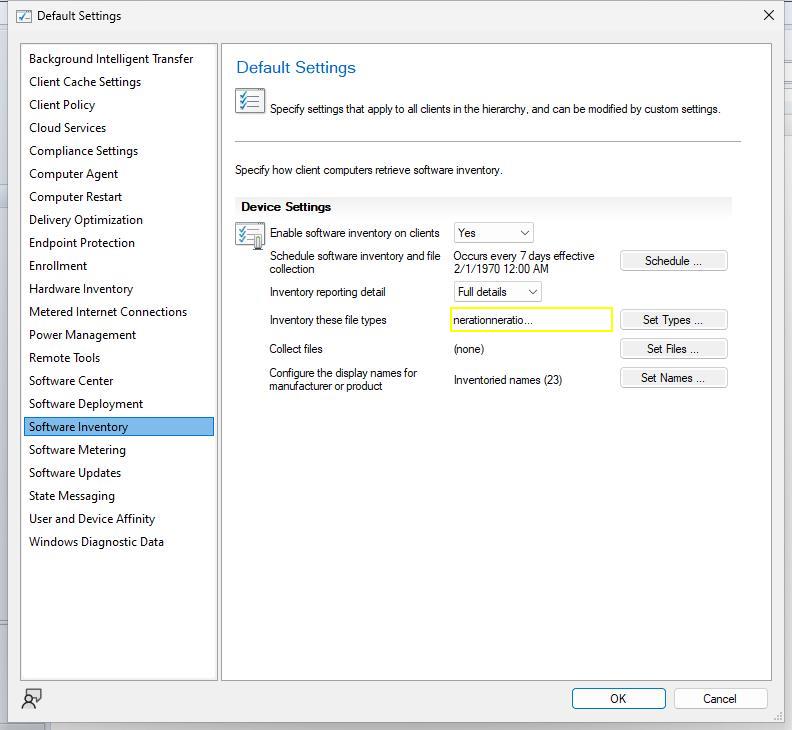 Default Settings
Background Intelligent Transfer
Client Cache Settings
Client Policy
Cloud Services
Compliance Settings
Computer Agent
Computer Restart
Delivery Optimization
Endpoint Protection
Enrollment
Hardware Inventory
Metered Internet Connections
Power Management
Remote Tools
Software Center
Software Deployment
Software Inventory
Software Metering
Software Updates
State Messaging
User and Device Affinity
Windows Diagnostic Data
Default Settings
Specify settings that apply to all clients in the hierarchy, and can be modified by custom settings.
Specify how client computers retrieve software inventory.
Device Settings
Enable software inventory on clients Yes
Schedule software inventory and file collection Occurs every 7 days effective 2/1/1970 12:00 AM Schedule ...
Inventory reporting detail Full details
Inventory these file types nerationneratio... Set Types ...
Collect files (none) Set Files ...
Configure the display names for manufacturer or product Inventoried names (23) Set Names ...
OK Cancel